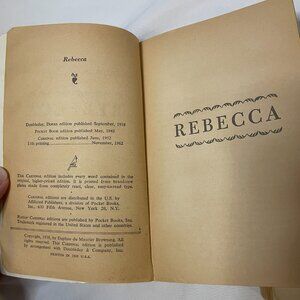 Rebecca
Doubleday, Doran edition published September, 1938
Pocket Book edition published May, 1943
Cardinal edition published June, 1952
11th printing November, 1962
This Cardinal edition includes every word contained in the
original, higher-priced edition. It is printed from brand-new
plates made from completely reset, clear, easy-to-read type.
Cardinal editions are distributed in the U.S. by
Affiliated Publishers, a division of Pocket Books,
Inc., 630 Fifth Avenue, New York 20, N.Y.
Cardinal editions are published by Pocket Books, Inc.
Trademark registered in the United States and other countries.
Copyright, 1938, by Daphne du Maurier Browning. All
rights reserved. This Cardinal edition is published by
arrangement with Doubleday & Company, Inc.
PRINTED IN THE U.S.A.
REBECCA